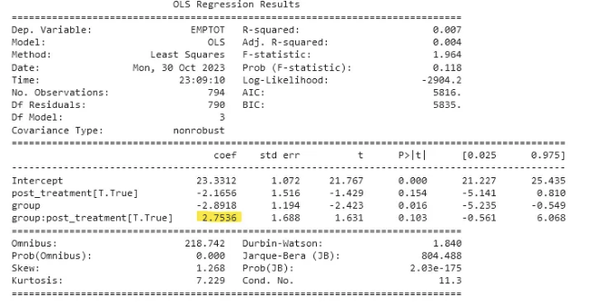 OLS Regression Results
Dep. Variable: EMPTOT R-squared: 0.007
Model: OLS Adj. R-squared: 0.004
Method: Least Squares F-statistic: 1.964
Date: Mon, 30 Oct 2023 Prob (F-statistic): 0.118
Time: 23:09:10 Log-Likelihood: -2904.2
No. Observations: 794 AIC: 5816.
Df Residuals: 790 BIC: 5835.
Df Model: 3
Covariance Type: nonrobust
coef std err t P>|t| [0.025 0.975]
Intercept 23.3312 1.072 21.767 0.000 21.227 25.435
post_treatment[T.True] -2.1656 1.516 -1.429 0.154 -5.141 0.810
group -2.8918 1.194 -2.423 0.016 -5.235 -0.549
group:post_treatment[T.True] 2.7536 1.688 1.631 0.103 -0.561 6.068
Omnibus: 218.742 Durbin-Watson: 1.840
Prob(Omnibus): 0.000 Jarque-Bera (JB): 804.488
Skew: 1.268 Prob(JB): 2.03e-175
Kurtosis: 7.229 Cond. No. 11.3